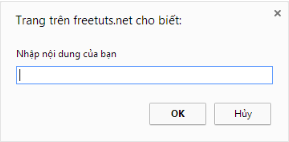 Trang trên freetuts.net cho biết:
Nhập nội dung của bạn
OK
Hủy